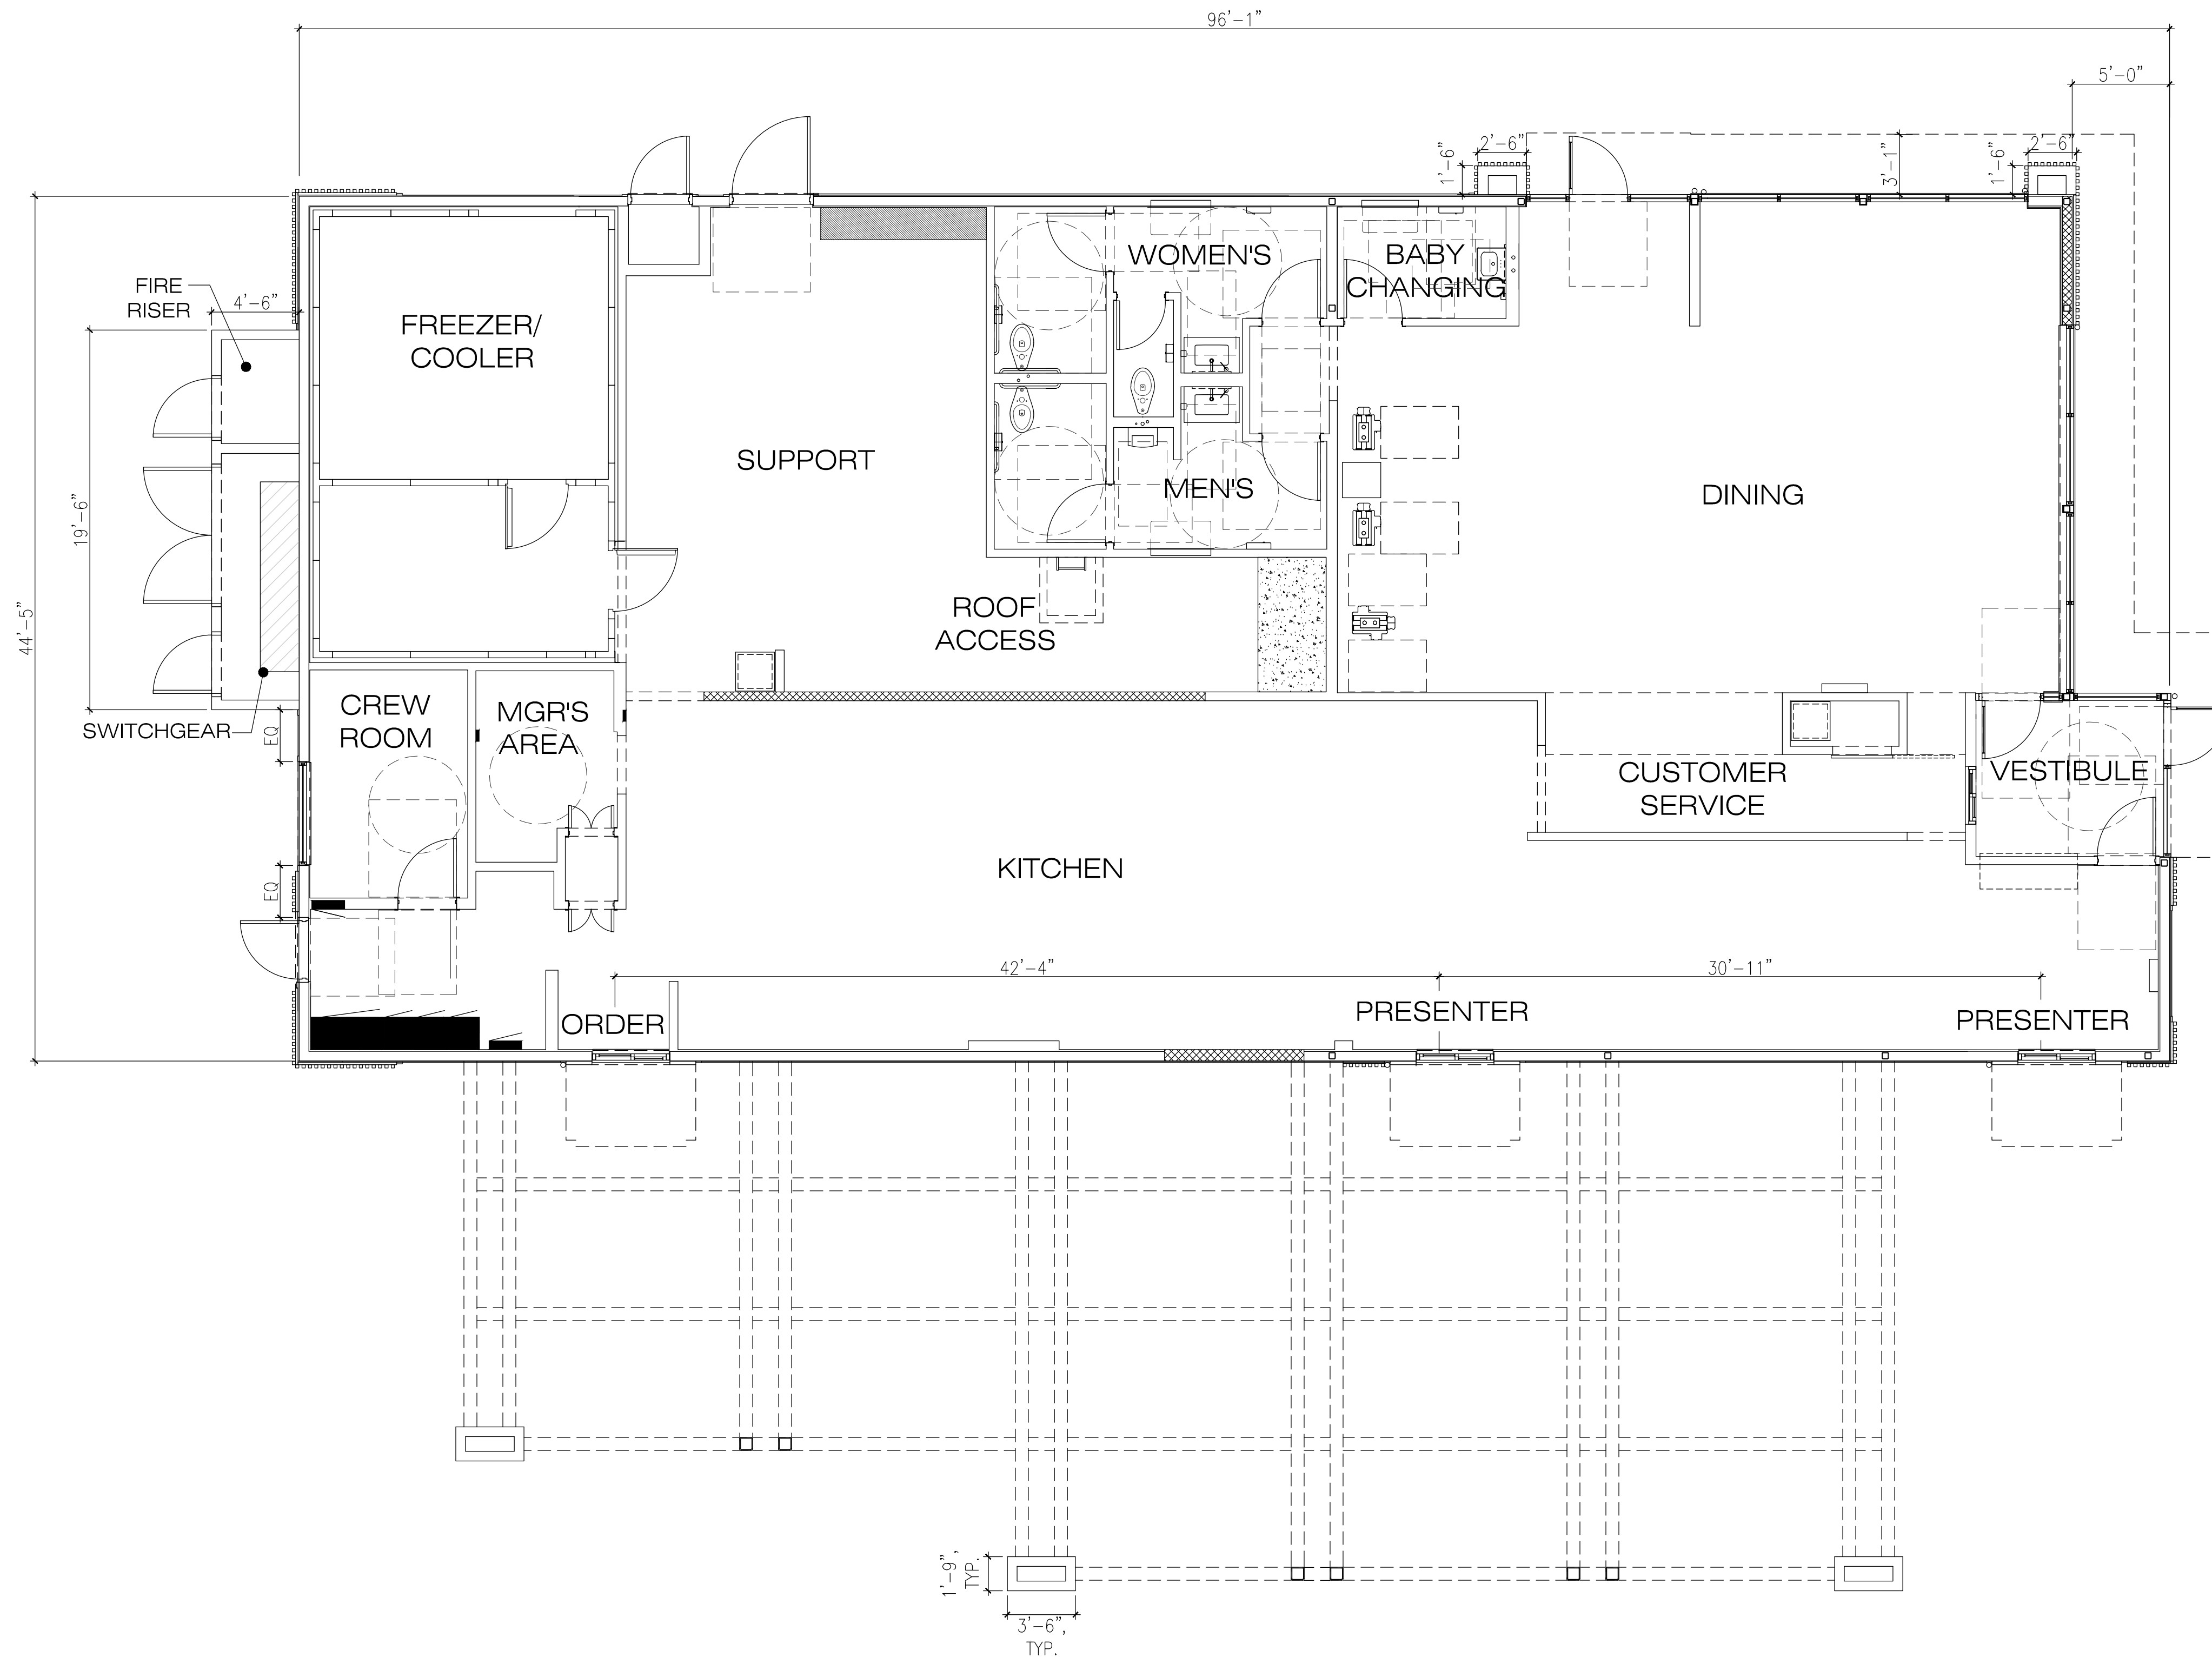 96'-1"
5'-0"
2'-6"
2'-6"
1'-6"
3'-1"
1'-6"
WOMEN'S
BABY
CHANGING
FIRE
RISER
4'-6"
FREEZER/
COOLER
SUPPORT
MEN'S
DINING
19'-6"
44'-5"
ROOF
ACCESS
CREW
ROOM
MGR'S
AREA
SWITCHGEAR
EQ
CUSTOMER
SERVICE
VESTIBULE
KITCHEN
EQ
42'-4"
30'-11"
ORDER
PRESENTER
PRESENTER
1'-9",
TYP.
3'-6",
TYP.